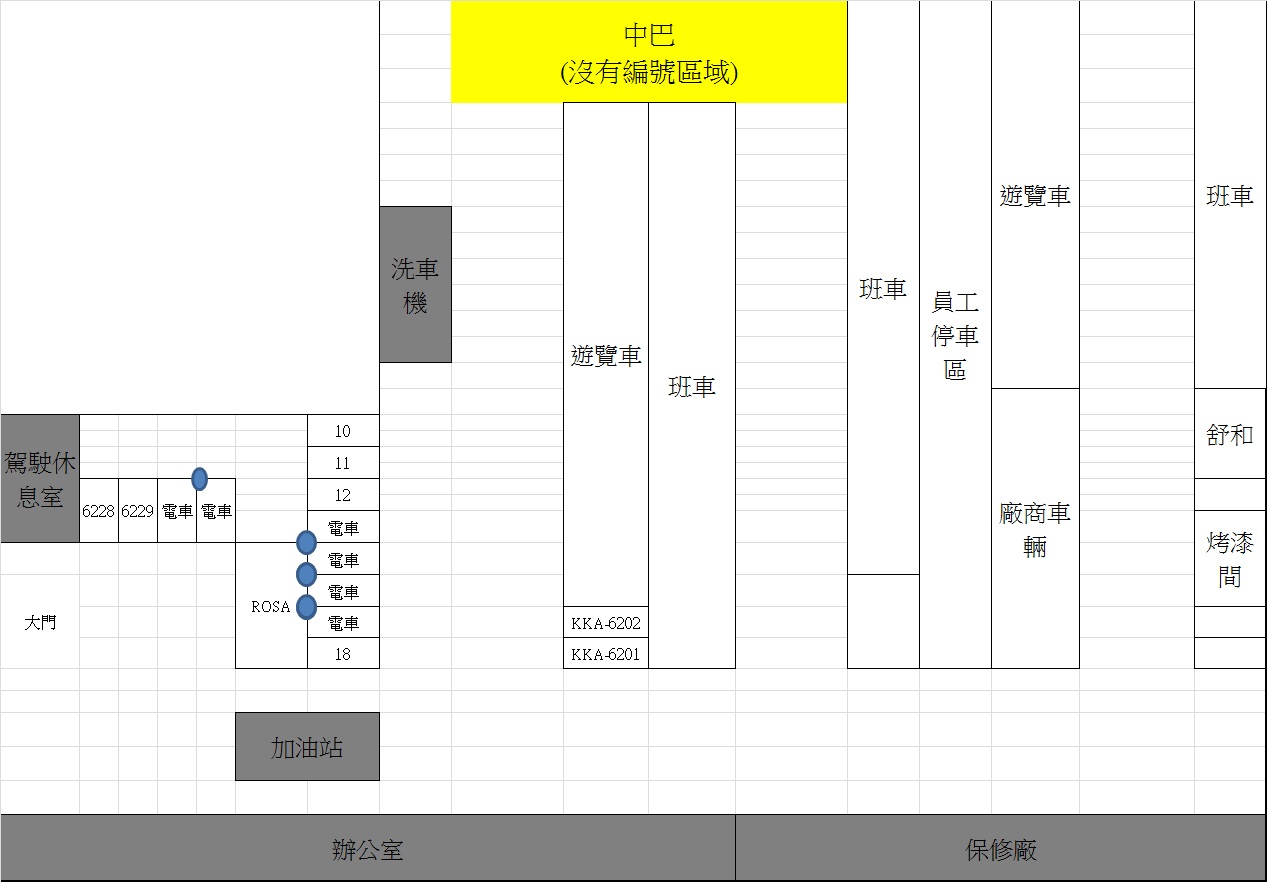 中巴
(沒有編號區域)
遊覽車
班車
洗車
機
班車
員工
停車
區
遊覽車
班車
駕駛休
息室
10
11
12
6228
6229
電車
電車
電車
電車
電車
電車
18
ROSA
大門
KKA-6202
KKA-6201
廠商車
輛
舒和
烤漆
間
加油站
辦公室
保修廠